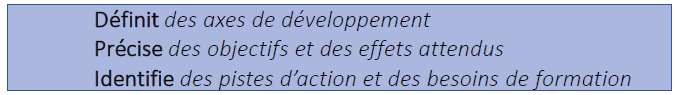 Définit des axes de développement
Précise des objectifs et des effets attendus
Identifie des pistes d’action et des besoins de formation